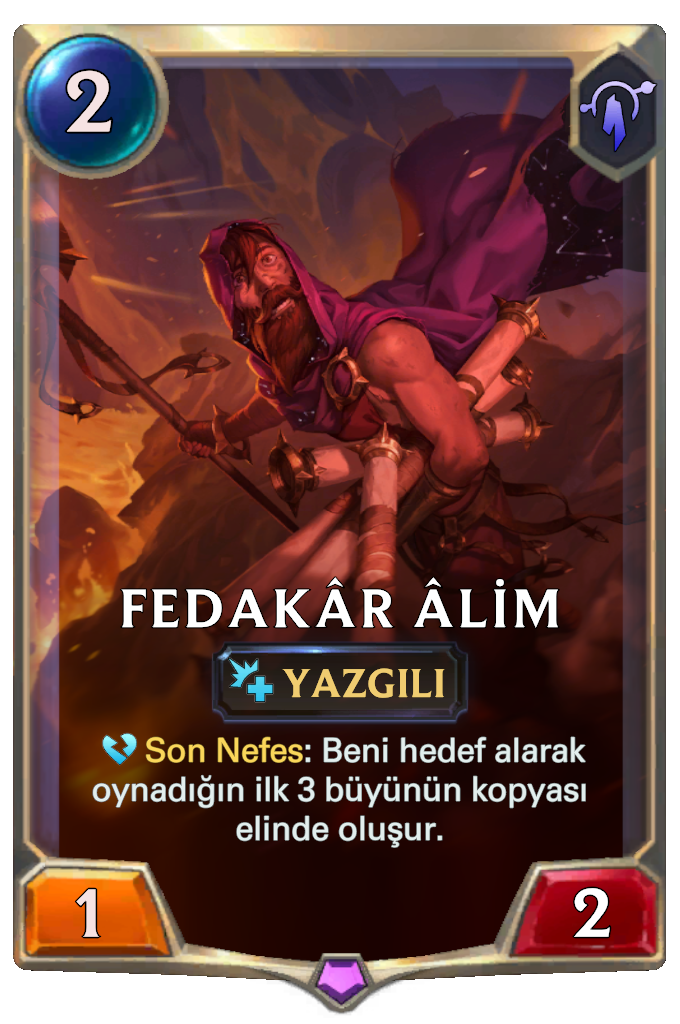 2
FEDAKÂR ÂLİM
YAZGILI
Son Nefes: Beni hedef alarak
oynadığın ilk 3 büyünün kopyası
elinde oluşur.
1
2